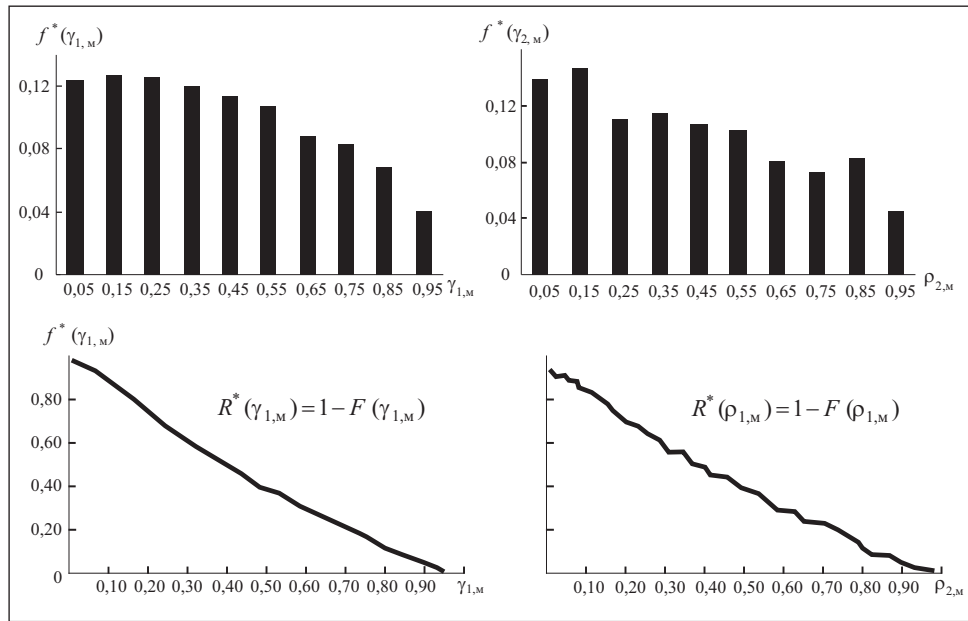 f*(γ1,м)
0,12
0,08
0,04
0
0,05 0,15 0,25 0,35 0,45 0,55 0,65 0,75 0,85 0,95 γ1,м
f*(γ2,м)
0,12
0,08
0,04
0
0,05 0,15 0,25 0,35 0,45 0,55 0,65 0,75 0,85 0,95 ρ2,м
f*(γ1,м)
0,80
0,60
0,40
0,20
0
R*(γ1,м)=1–F(γ1,м)
0,10 0,20 0,30 0,40 0,50 0,60 0,70 0,80 0,90 γ1,м
R*(ρ1,м)=1–F(ρ1,м)
0,10 0,20 0,30 0,40 0,50 0,60 0,70 0,80 0,90 ρ2,м